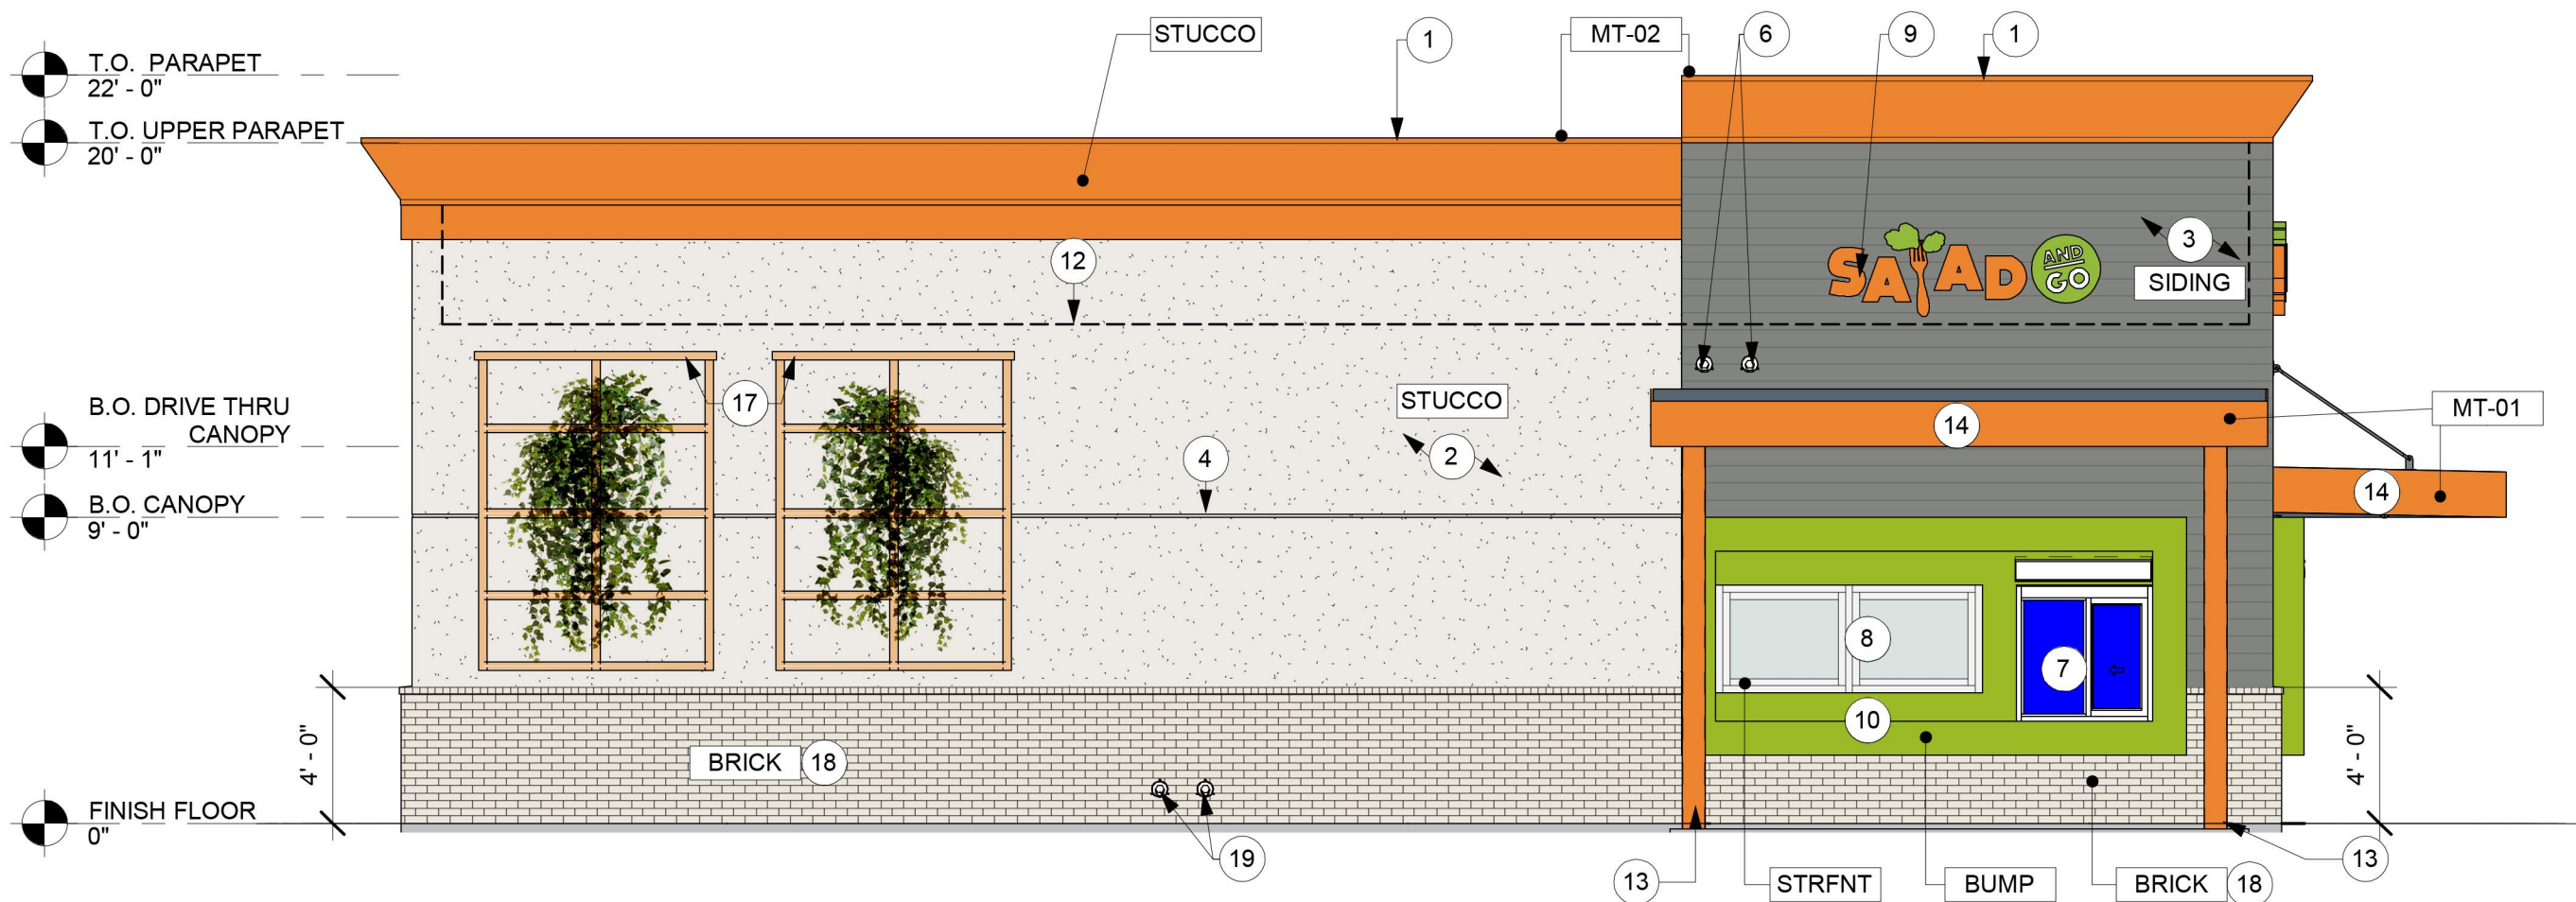 STUCCO
1
MT-02
6
9
1
T.O. PARAPET
22' - 0"
T.O. UPPER PARAPET
20' - 0"
12
3
SIDING
SALAD AND GO
B.O. DRIVE THRU
CANOPY
11' - 1"
17
STUCCO
2
4
14
MT-01
14
B.O. CANOPY
9' - 0"
8
7
10
4' - 0"
BRICK 18
4' - 0"
FINISH FLOOR
0"
19
13
STRFNT
BUMP
BRICK 18
13